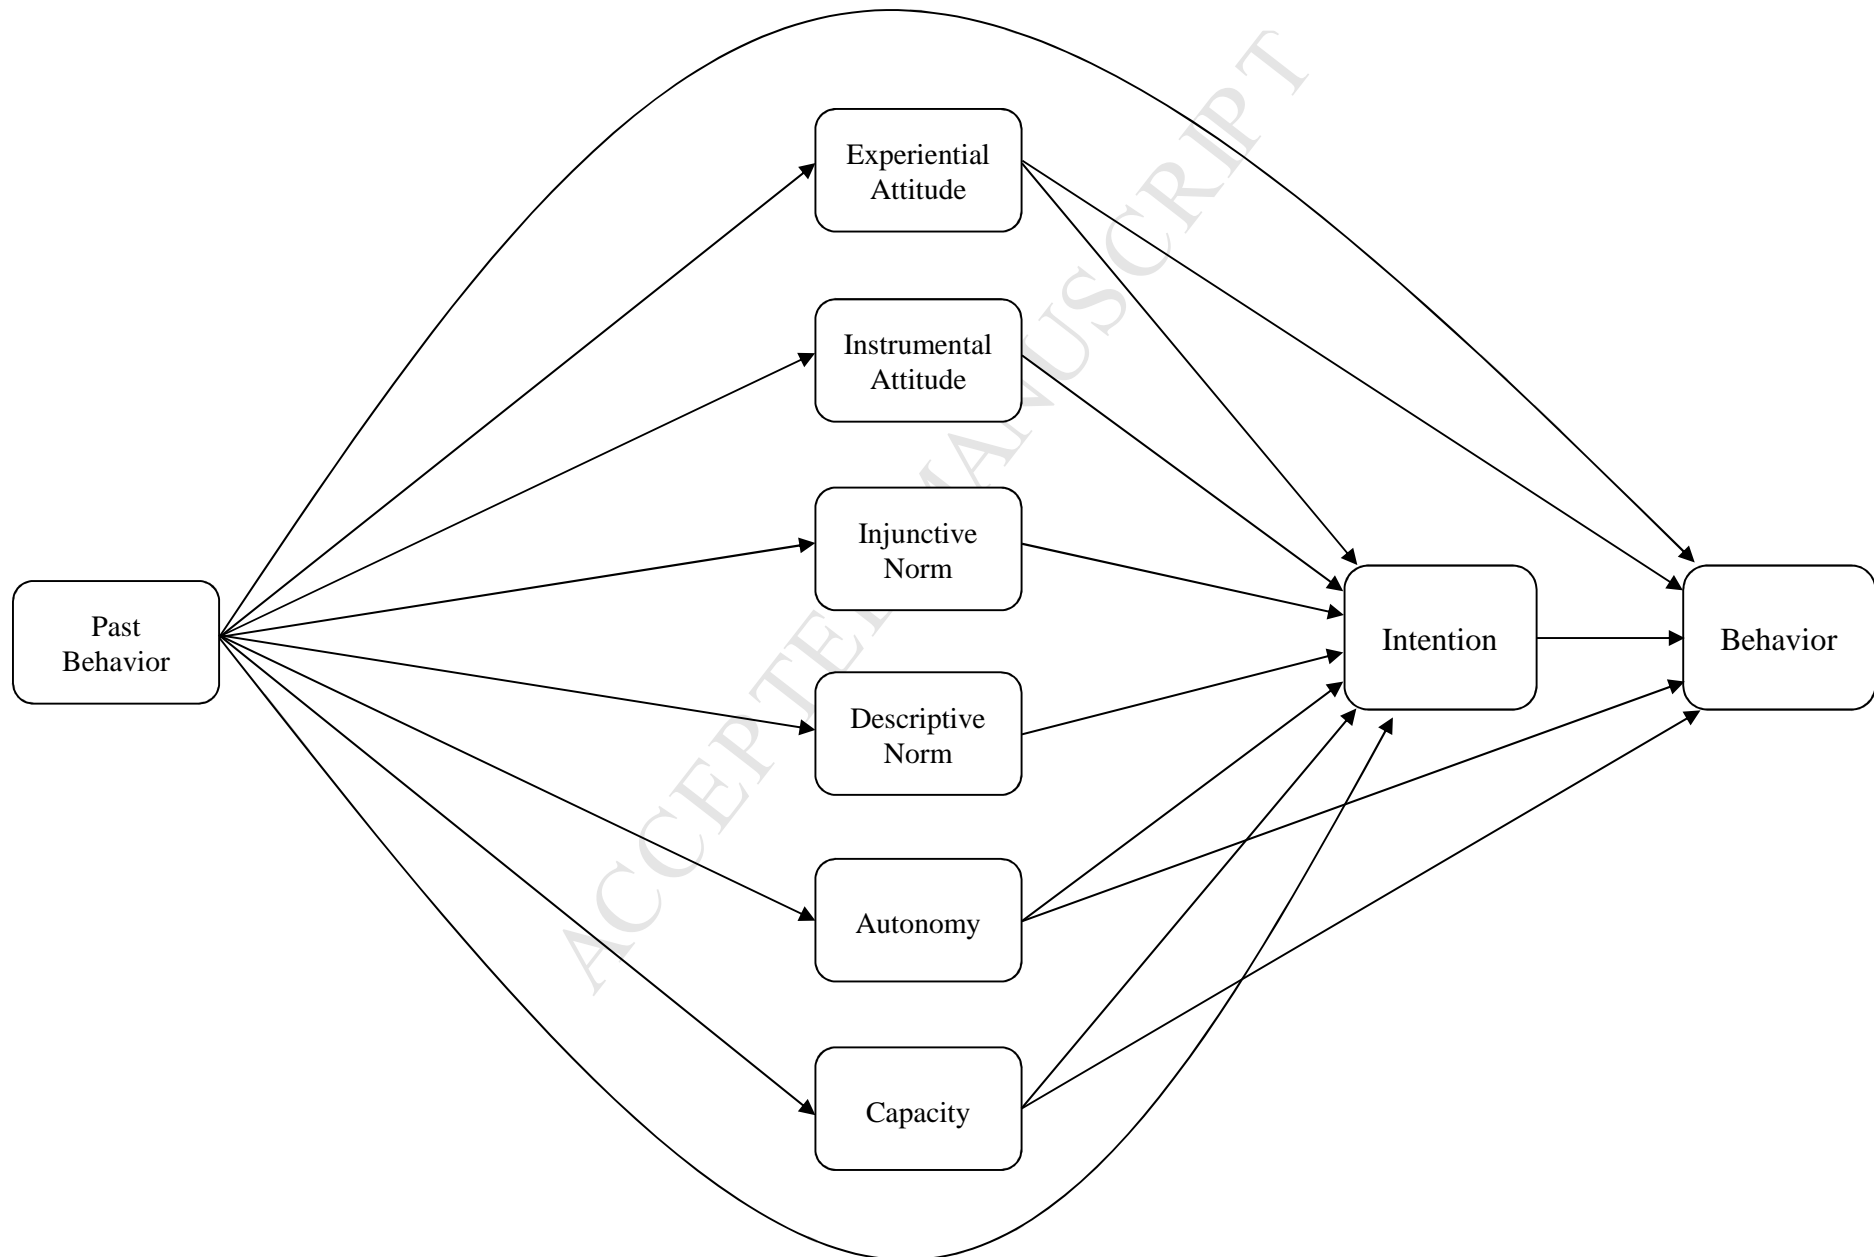 Experiential
Attitude
Instrumental
Attitude
Injunctive
Norm
Past
Behavior
Intention
Behavior
Descriptive
Norm
Autonomy
Capacity
ACCEPTED MANUSCRIPT